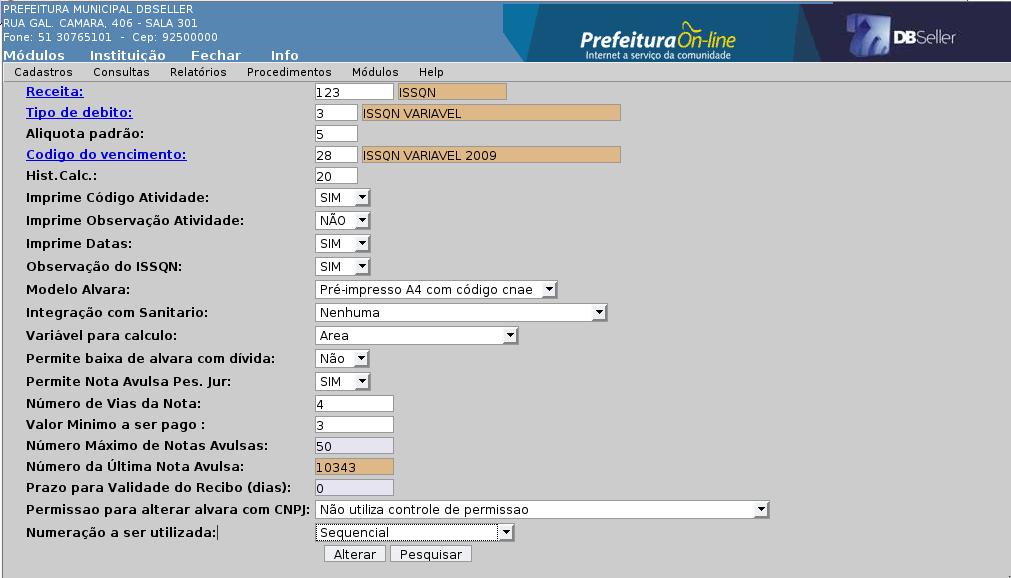 PREFEITURA MUNICIPAL DBSELLER
RUA GAL. CAMARA, 406 - SALA 301
Fone: 51 30765101 - Cep: 92500000
Prefeitura On-line
Internet a serviço da comunidade
DBSeller
Módulos Instituição Fechar Info
Cadastros Consultas Relatórios Procedimentos Módulos Help
Receita: 123 ISSQN
Tipo de debito: 3 ISSQN VARIAVEL
Aliquota padrão: 5
Codigo do vencimento: 28 ISSQN VARIAVEL 2009
Hist.Calc.: 20
Imprime Código Atividade: SIM
Imprime Observação Atividade: NÃO
Imprime Datas: SIM
Observação do ISSQN: SIM
Modelo Alvara: Pré-impresso A4 com código cnae
Integração com Sanitario: Nenhuma
Variável para calculo: Area
Permite baixa de alvara com dívida: Não
Permite Nota Avulsa Pes. Jur: SIM
Número de Vias da Nota: 4
Valor Minimo a ser pago : 3
Número Máximo de Notas Avulsas: 50
Número da Última Nota Avulsa: 10343
Prazo para Validade do Recibo (dias): 0
Permissao para alterar alvara com CNPJ: Não utiliza controle de permissao
Numeração a ser utilizada: Sequencial
Alterar Pesquisar